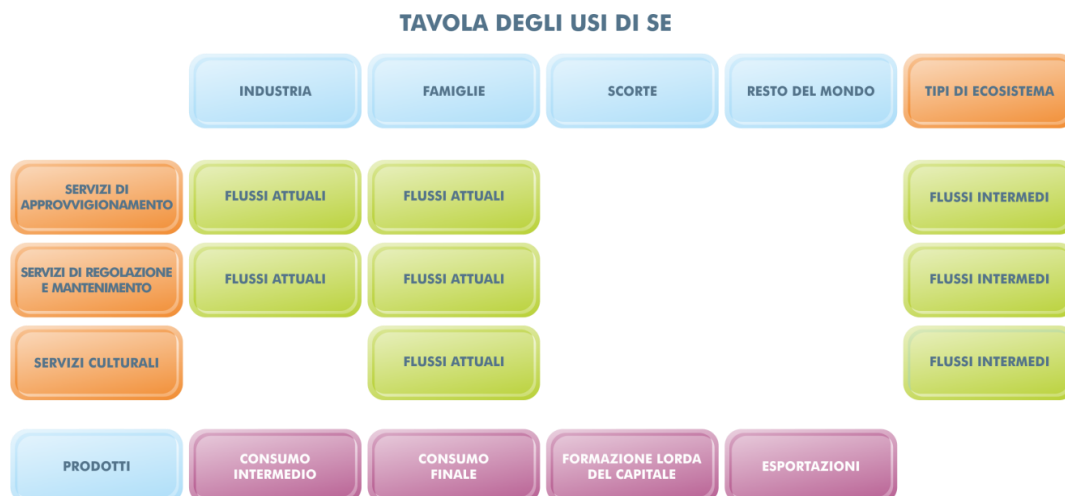 TAVOLA DEGLI USI DI SE
INDUSTRIA
FAMIGLIE
SCORTE
RESTO DEL MONDO
TIPI DI ECOSISTEMA
SERVIZI DI
APPROVVIGIONAMENTO
FLUSSI ATTUALI
FLUSSI ATTUALI
FLUSSI INTERMEDI
SERVIZI DI REGOLAZIONE
E MANTENIMENTO
FLUSSI ATTUALI
FLUSSI ATTUALI
FLUSSI INTERMEDI
SERVIZI CULTURALI
FLUSSI ATTUALI
FLUSSI INTERMEDI
PRODOTTI
CONSUMO
INTERMEDIO
CONSUMO
FINALE
FORMAZIONE LORDA
DEL CAPITALE
ESPORTAZIONI